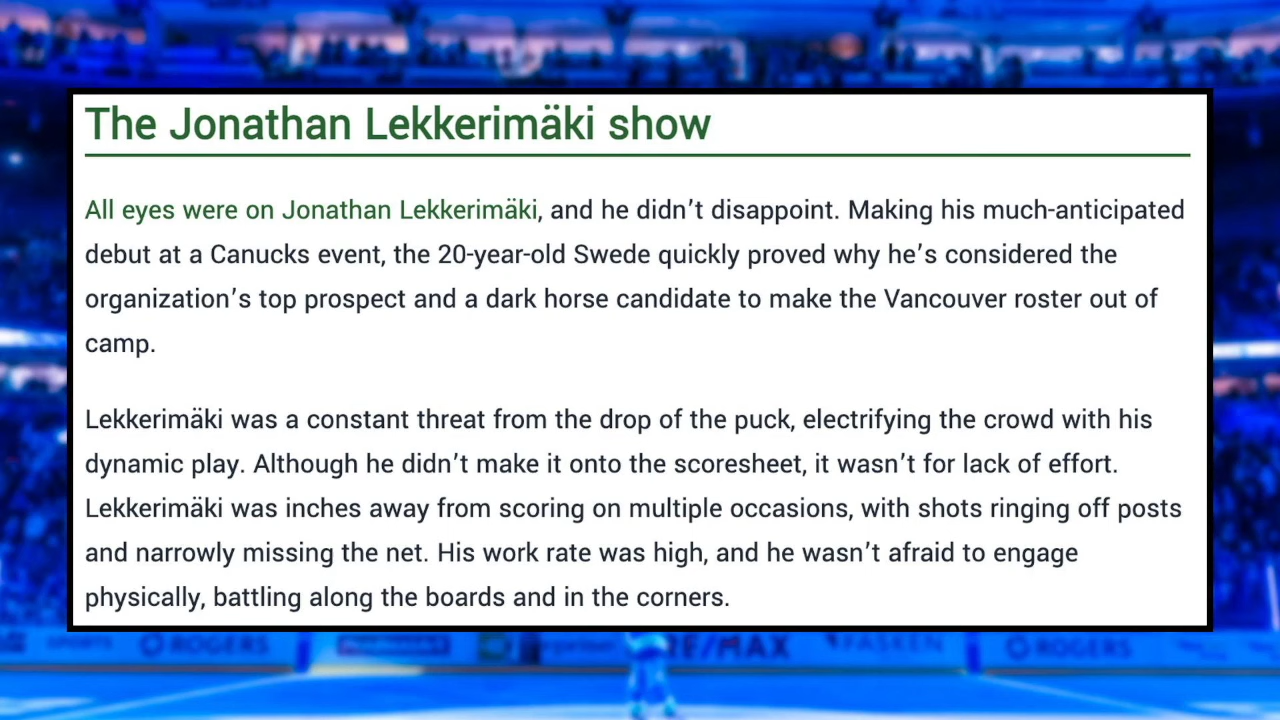 The Jonathan Lekkerimäki show
All eyes were on Jonathan Lekkerimäki, and he didn’t disappoint. Making his much-anticipated
debut at a Canucks event, the 20-year-old Swede quickly proved why he’s considered the
organization’s top prospect and a dark horse candidate to make the Vancouver roster out of
camp.
Lekkerimäki was a constant threat from the drop of the puck, electrifying the crowd with his
dynamic play. Although he didn’t make it onto the scoresheet, it wasn’t for lack of effort.
Lekkerimäki was inches away from scoring on multiple occasions, with shots ringing off posts
and narrowly missing the net. His work rate was high, and he wasn’t afraid to engage
physically, battling along the boards and in the corners.
ROGERS RE/MAX FASKEN ROGERS